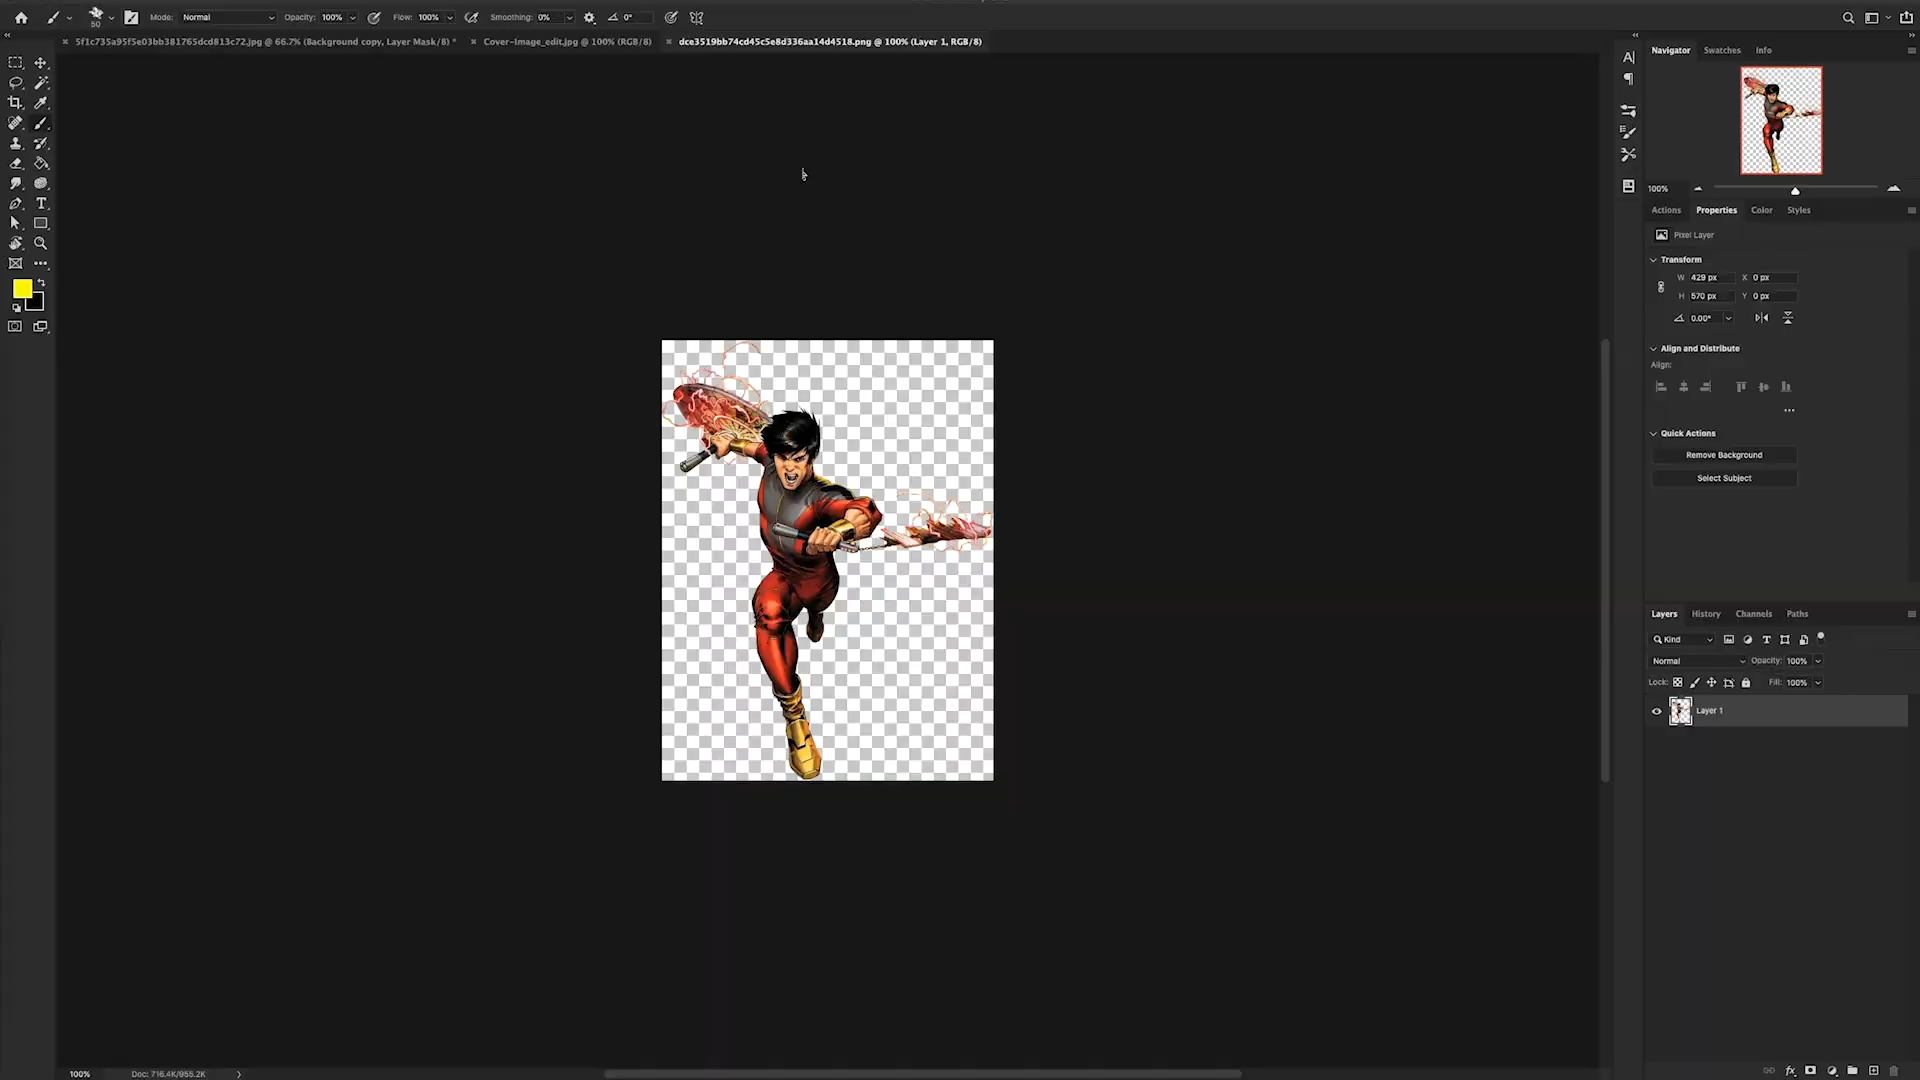 50
Mode: Normal Opacity: 100% Flow: 100% Smoothing: 0% 0°
5f1c735a95f5e03bb381765dcd813c72.jpg @ 66.7% (Background copy, Layer Mask/8) *
Cover-Image_edit.jpg @ 100% (RGB/8)
dce3519bb74cd45c5e8d336aa14d4518.png @ 100% (Layer 1, RGB/8)
Navigator Swatches Info
100%
Actions Properties Color Styles
Pixel Layer
Transform
W 429 px X 0 px
H 570 px Y 0 px
0.00°
Align and Distribute
Align:
Quick Actions
Remove Background
Select Subject
Layers History Channels Paths
Kind
Normal Opacity: 100%
Lock: Fill: 100%
Layer 1
100% Doc: 716.4K/955.2K